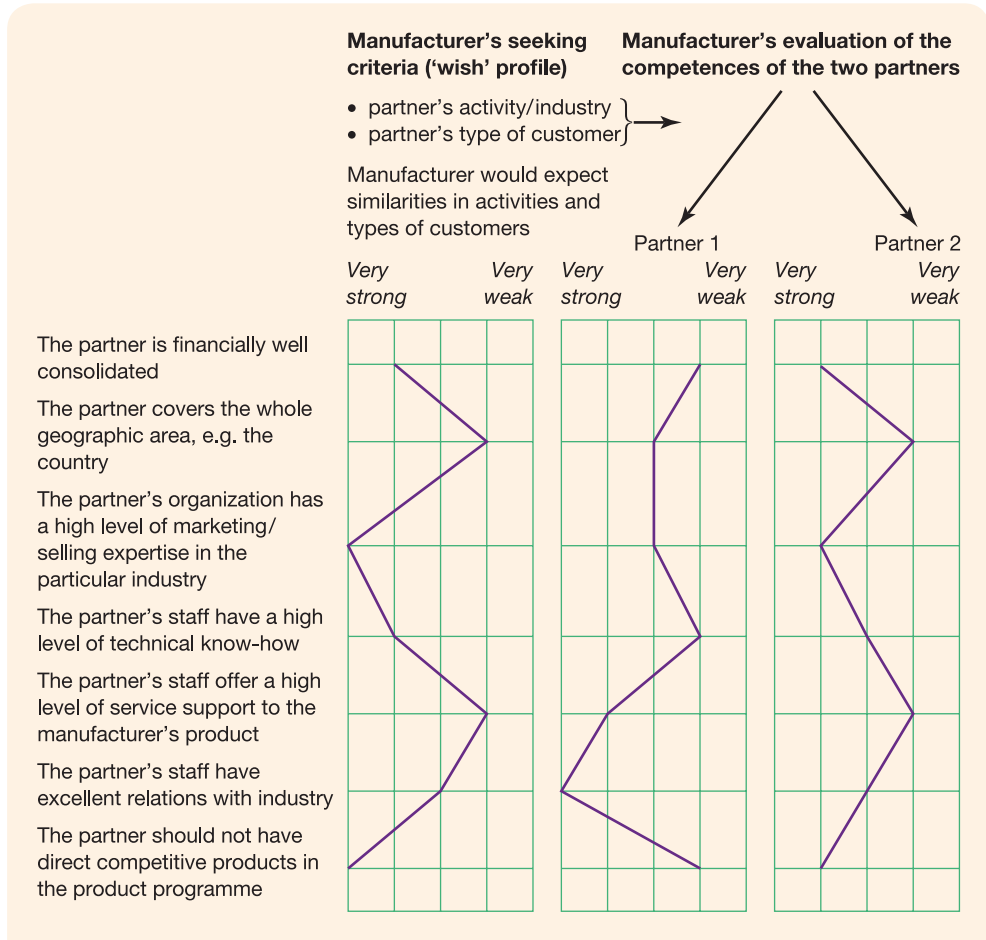 Manufacturer’s seeking
criteria (‘wish’ profile)
• partner’s activity/industry
• partner’s type of customer
Manufacturer would expect
similarities in activities and
types of customers
Manufacturer’s evaluation of the
competences of the two partners
Partner 1
Partner 2
Very
strong
Very
weak
Very
strong
Very
weak
Very
strong
Very
weak
The partner is financially well
consolidated
The partner covers the whole
geographic area, e.g. the
country
The partner’s organization has
a high level of marketing/
selling expertise in the
particular industry
The partner’s staff have a high
level of technical know-how
The partner’s staff offer a high
level of service support to the
manufacturer’s product
The partner’s staff have
excellent relations with industry
The partner should not have
direct competitive products in
the product programme